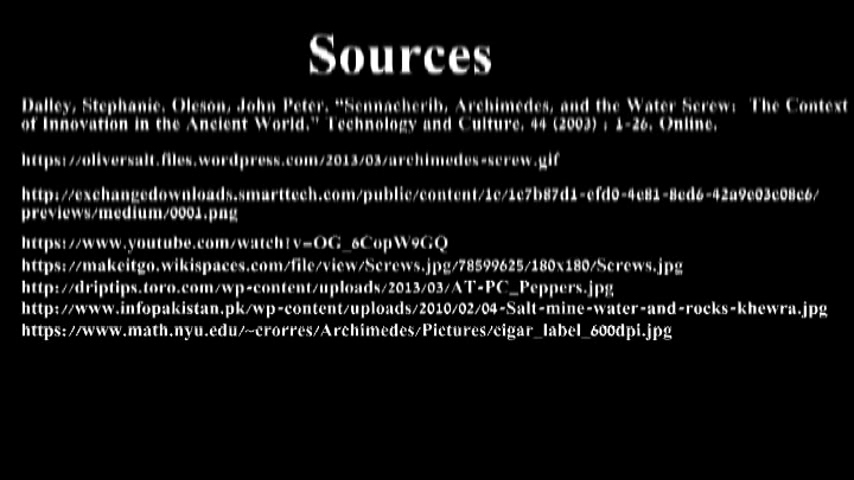 Sources
Dalley, Stephanie. Oleson, John Peter. "Sennacherib, Archimedes, and the Water Screw: The Context
of Innovation in the Ancient World." Technology and Culture. 44 (2003) : 1-26. Online.
https://oliversalt.files.wordpress.com/2013/03/archimedes-screw.gif
http://exchangedownloads.smarttech.com/public/content/1c/1c7b87d1-efd0-4c81-8cd6-42a9e03c08c6/
previews/medium/0001.png
https://www.youtube.com/watch?v=OG_6CopW9GQ
https://makeitgo.wikispaces.com/file/view/Screws.jpg/78599625/180x180/Screws.jpg
http://driptips.toro.com/wp-content/uploads/2013/03/AT-PC_Peppers.jpg
http://www.infopakistan.pk/wp-content/uploads/2010/02/04-Salt-mine-water-and-rocks-khewra.jpg
https://www.math.nyu.edu/~crorres/Archimedes/Pictures/cigar_label_600dpi.jpg